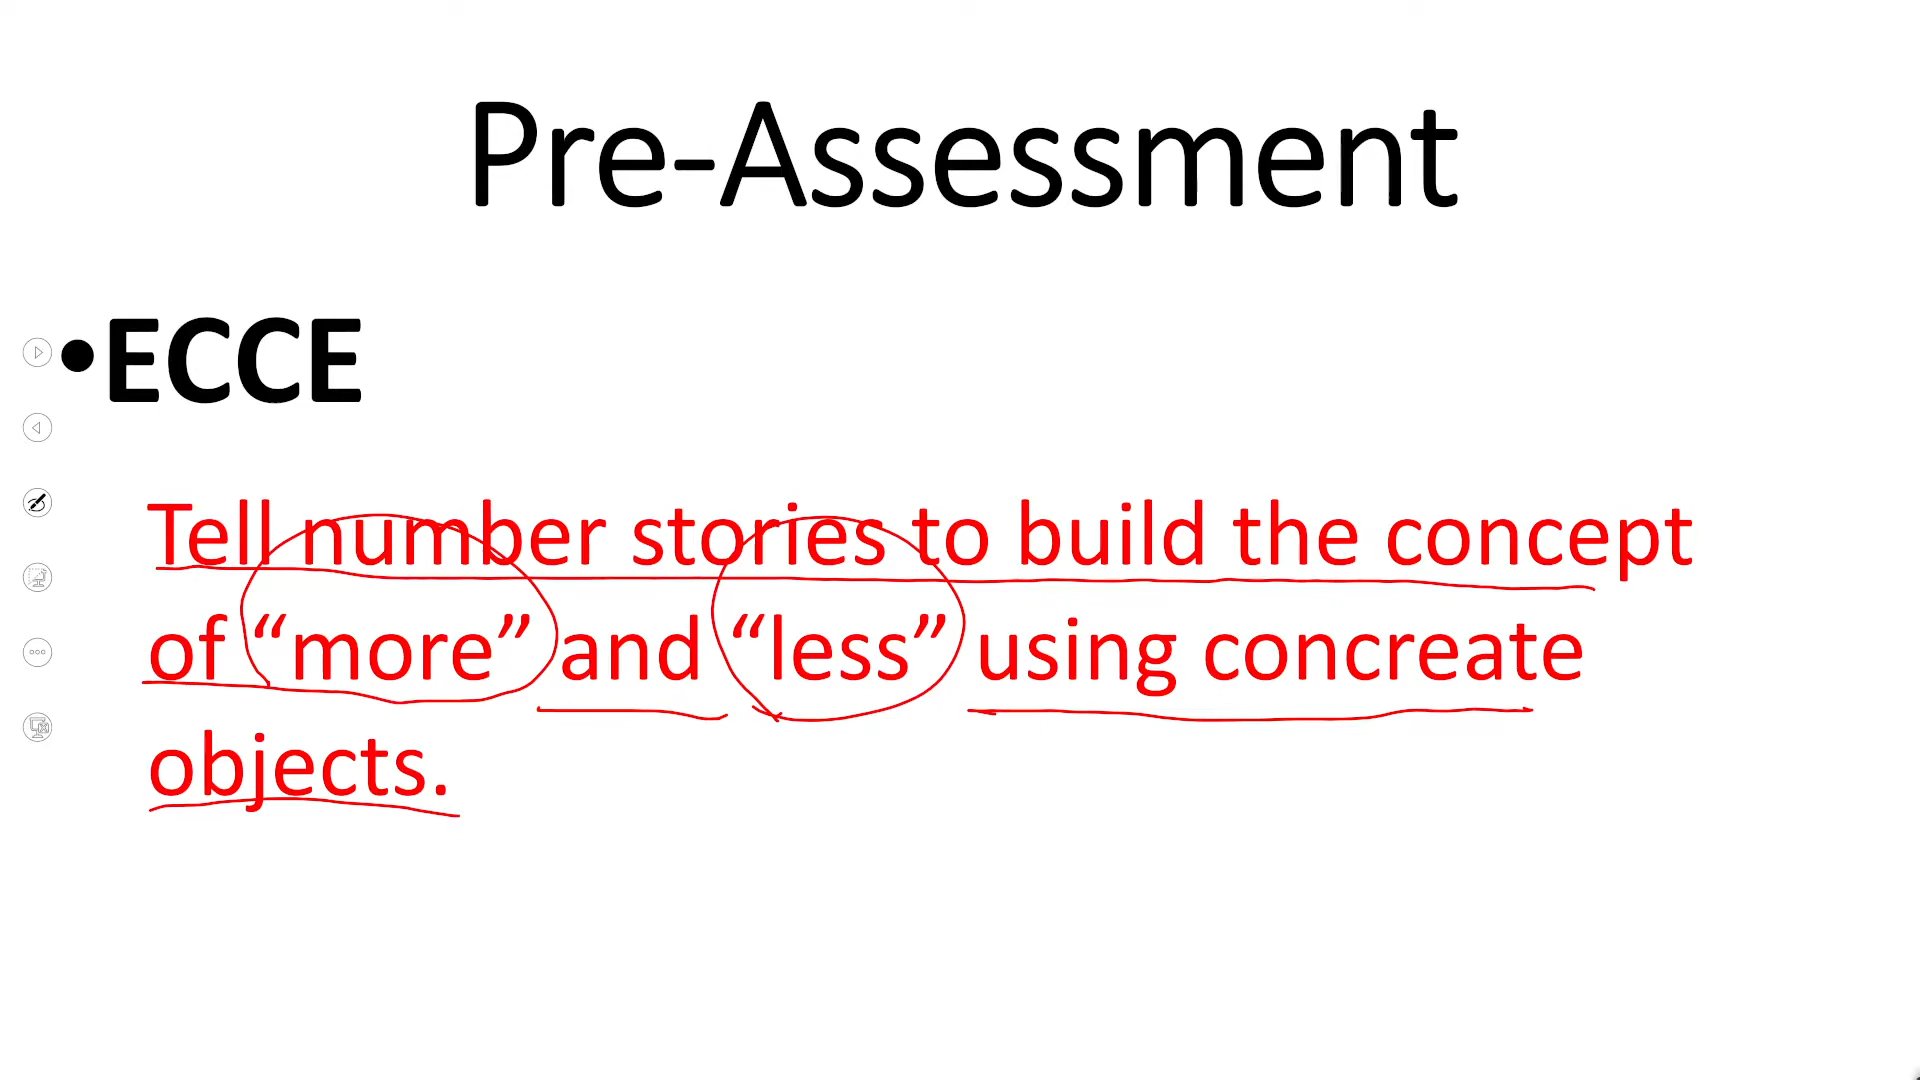 Pre-Assessment
•ECCE
Tell number stories to build the concept
of “more” and “less” using concreate
objects.